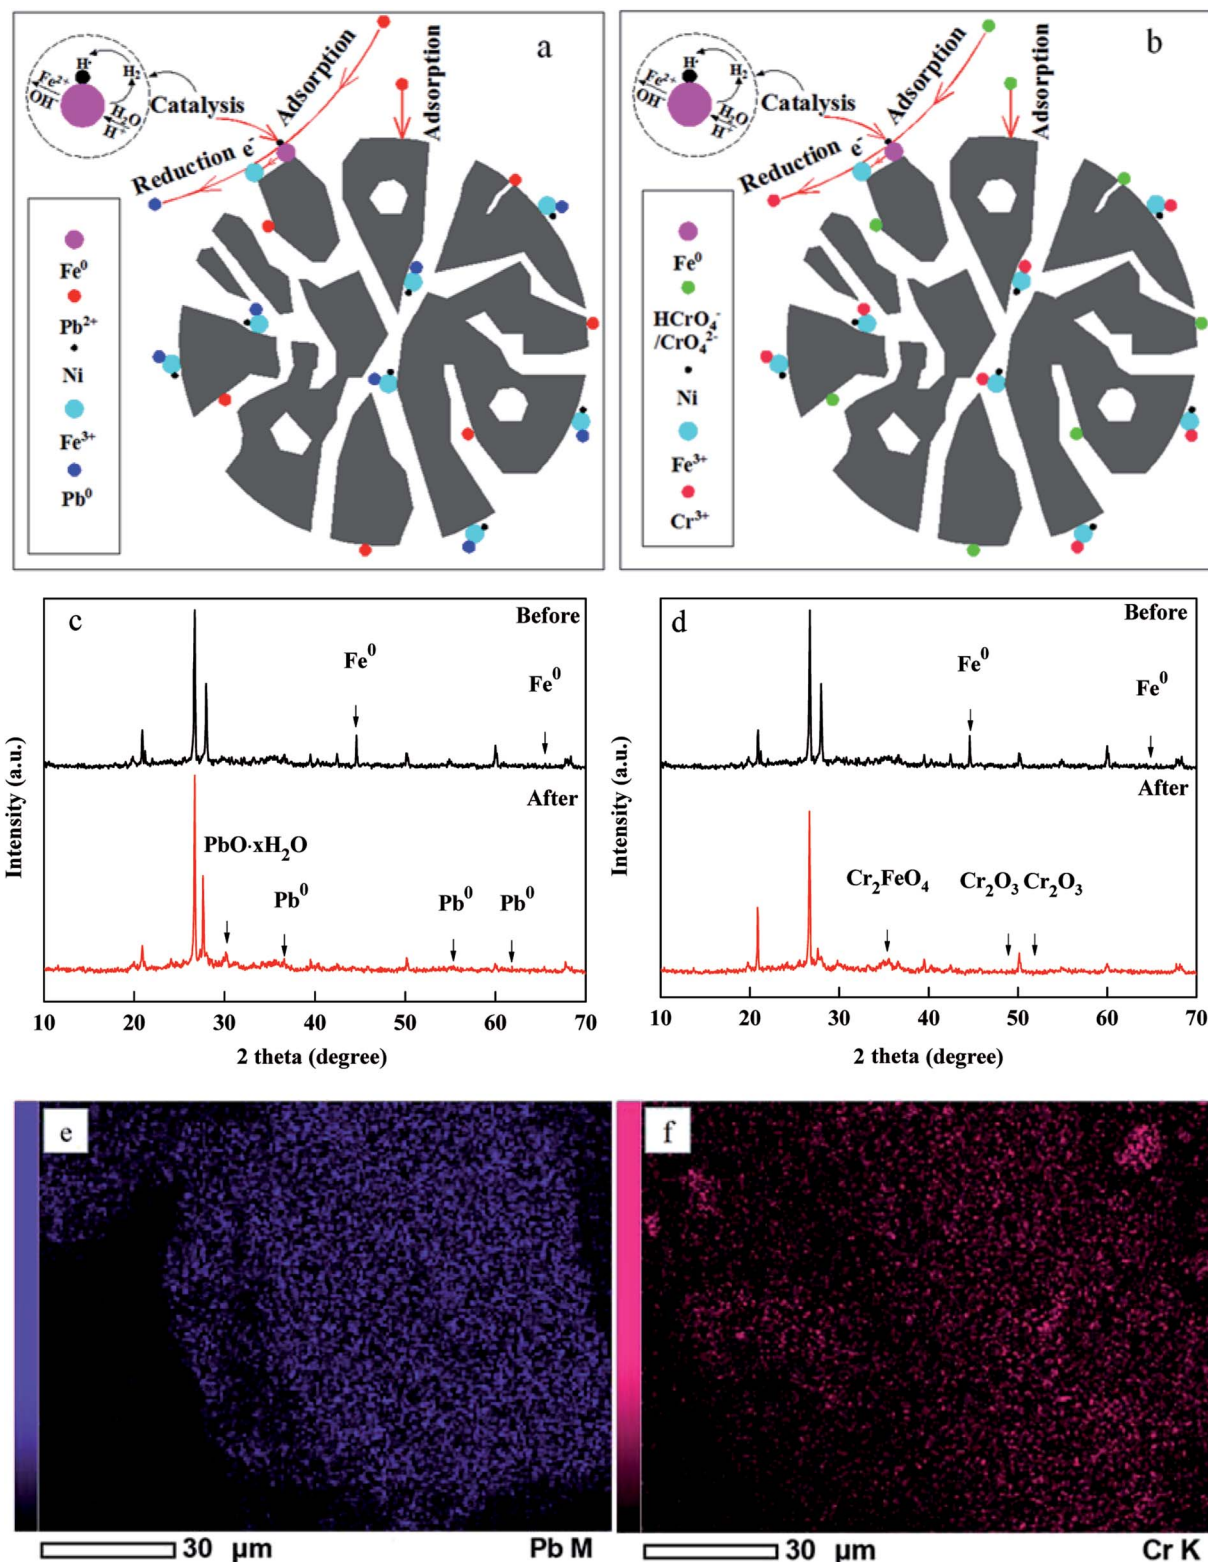 a
H·
H₂
Fe²⁺
OH⁻
H₂O
H⁺
Catalysis
Adsorption
Adsorption
Reduction e⁻
Fe⁰
Pb²⁺
Ni
Fe³⁺
Pb⁰
b
H·
H₂
Fe²⁺
OH⁻
H₂O
H⁺
Catalysis
Adsorption
Adsorption
Reduction e⁻
Fe⁰
HCrO₄⁻
/CrO₄²⁻
Ni
Fe³⁺
Cr³⁺
c
Before
Fe⁰
Fe⁰
After
PbO·xH₂O
Pb⁰
Pb⁰
Pb⁰
Intensity (a.u.)
10 20 30 40 50 60 70
2 theta (degree)
d
Before
Fe⁰
Fe⁰
After
Cr₂FeO₄
Cr₂O₃ Cr₂O₃
Intensity (a.u.)
10 20 30 40 50 60 70
2 theta (degree)
e
30 µm
Pb M
f
30 µm
Cr K